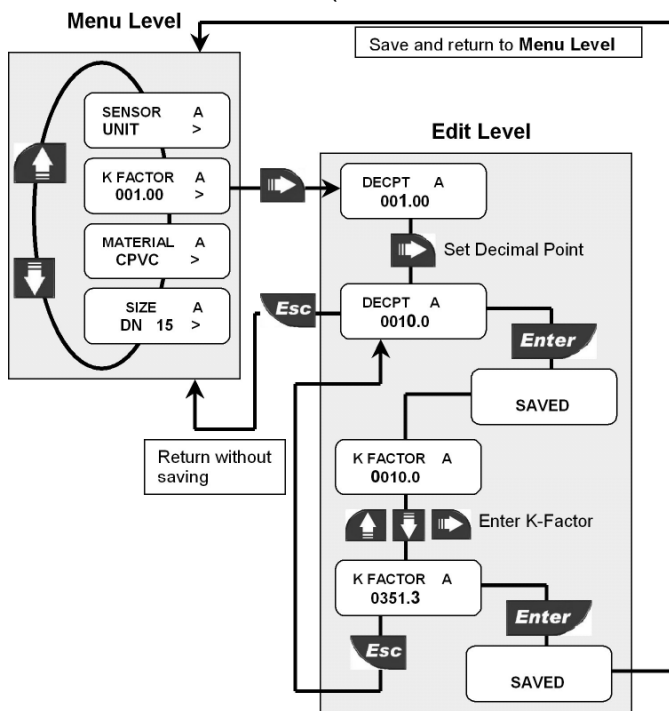 Menu Level
Save and return to Menu Level
SENSOR A
UNIT >
K FACTOR A
001.00 >
MATERIAL A
CPVC >
SIZE A
DN 15 >
Edit Level
DECPT A
001.00
Set Decimal Point
DECPT A
0010.0
Esc
Enter
SAVED
Return without
saving
K FACTOR A
0010.0
Enter K-Factor
K FACTOR A
0351.3
Enter
Esc
SAVED